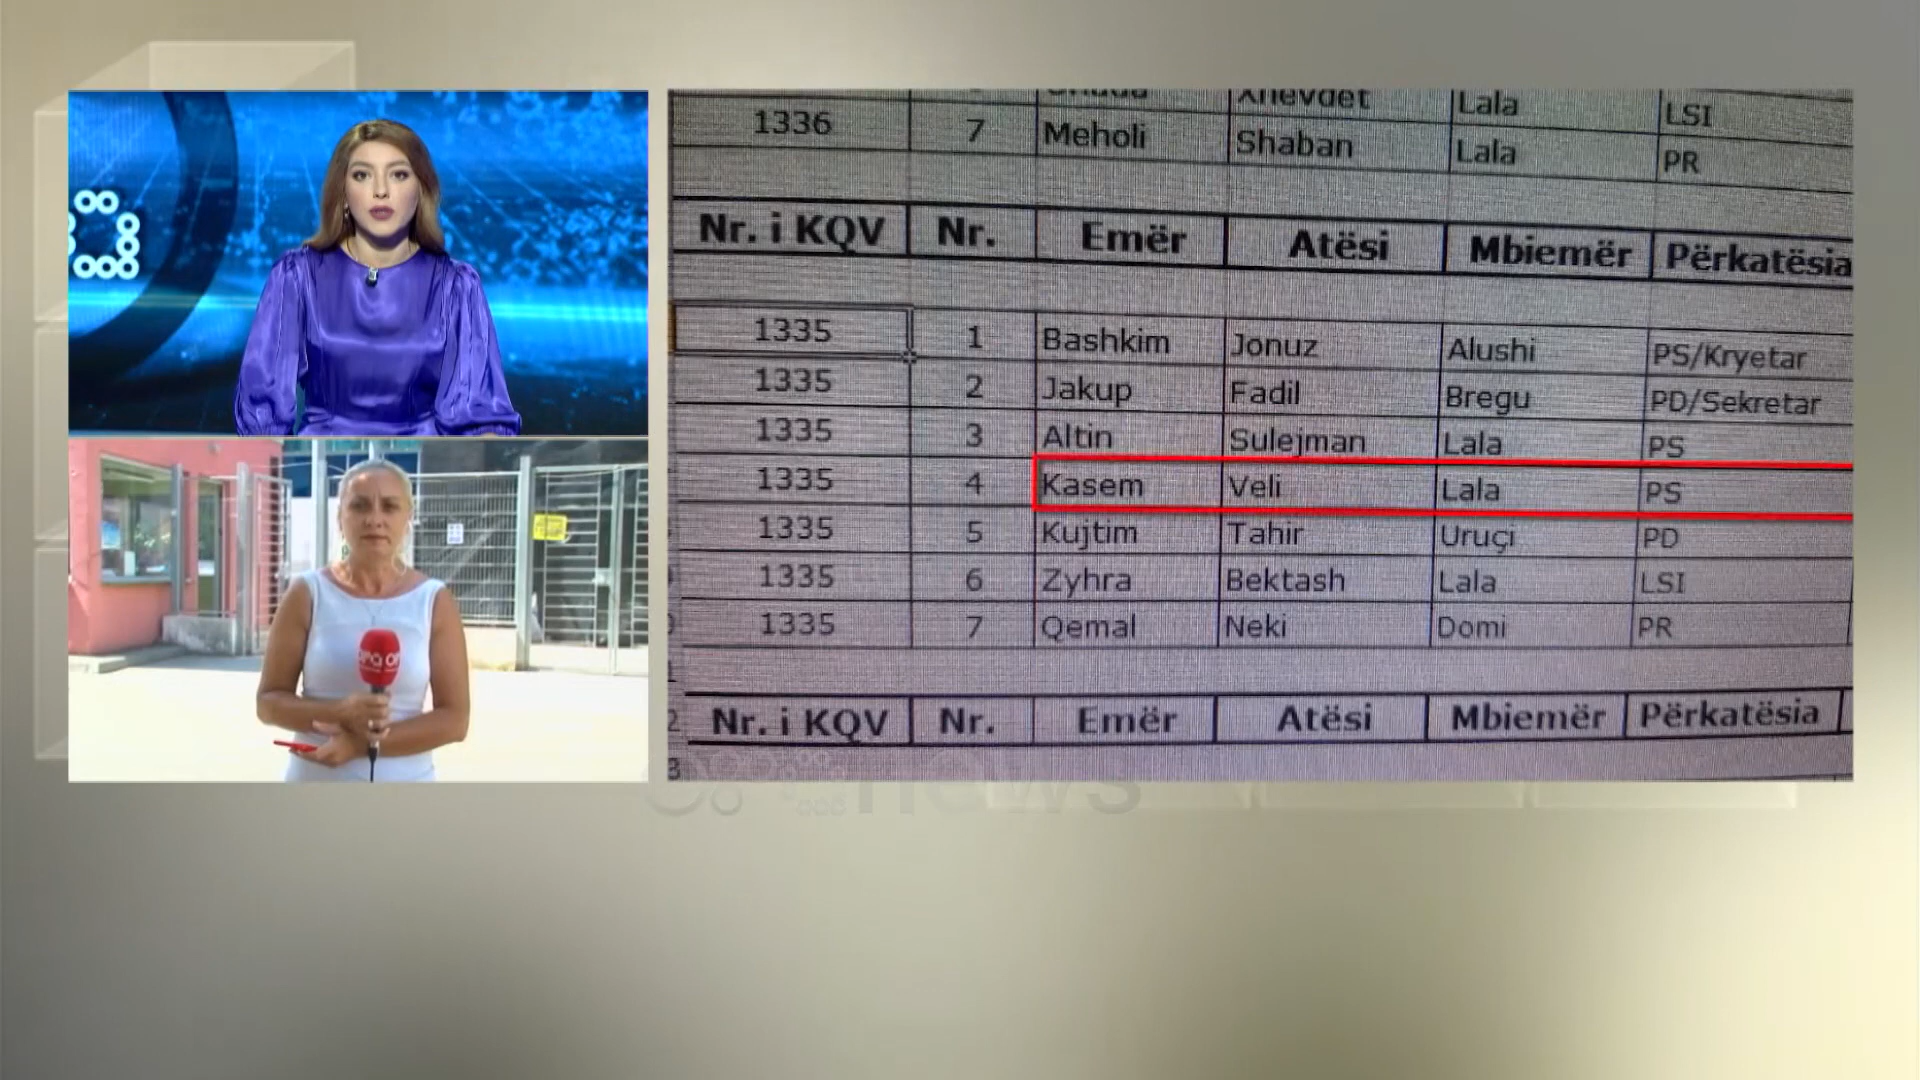 Xhevdet Lala LSI
1336 7 Meholi Shaban Lala PR
Nr. i KQV Nr. Emër Atësi Mbiemër Përkatësia
1335 1 Bashkim Jonuz Alushi PS/Kryetar
1335 2 Jakup Fadil Bregu PD/Sekretar
1335 3 Altin Sulejman Lala PS
1335 4 Kasem Veli Lala PS
1335 5 Kujtim Tahir Uruçi PD
1335 6 Zyhra Bektash Lala LSI
1335 7 Qemal Neki Domi PR
Nr. i KQV Nr. Emër Atësi Mbiemër Përkatësia
news